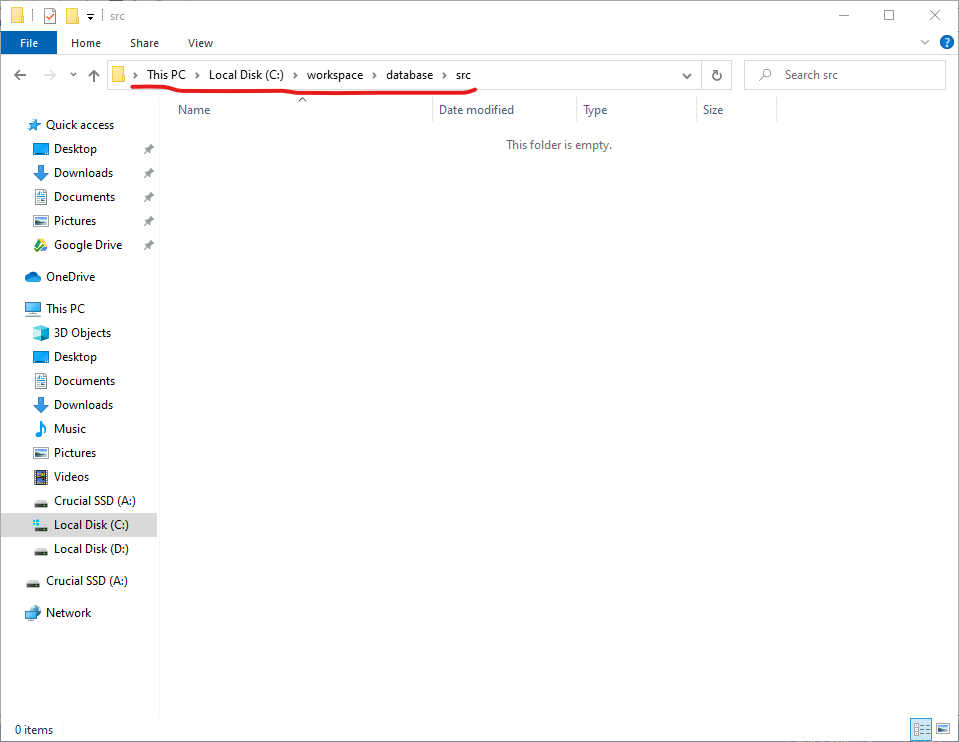 src
File Home Share View
This PC Local Disk (C:) workspace database src
Search src
Name Date modified Type Size
This folder is empty.
Quick access
Desktop
Downloads
Documents
Pictures
Google Drive
OneDrive
This PC
3D Objects
Desktop
Documents
Downloads
Music
Pictures
Videos
Crucial SSD (A:)
Local Disk (C:)
Local Disk (D:)
Crucial SSD (A:)
Network
0 items